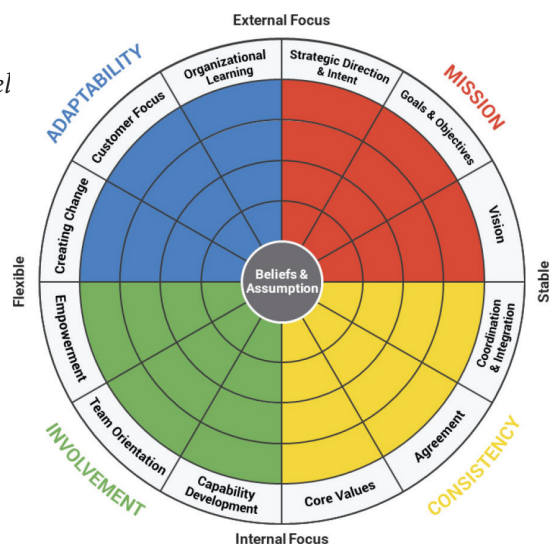 External Focus
ADAPTABILITY
MISSION
Organizational
Learning
Strategic Direction
& Intent
Customer Focus
Goals & Objectives
Creating Change
Vision
Flexible
Beliefs &
Assumption
Stable
Empowerment
Coordination
& Integration
Team Orientation
Agreement
Capability
Development
Core Values
INVOLVEMENT
CONSISTENCY
Internal Focus